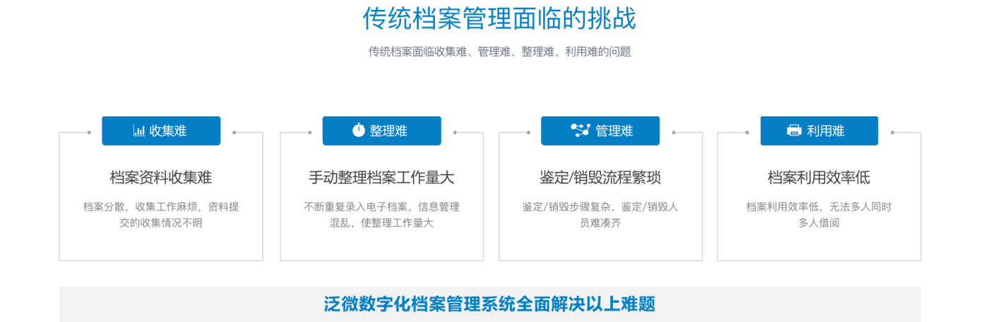 传统档案管理面临的挑战
传统档案面临收集难、管理难、整理难、利用难的问题
收集难
档案资料收集难
档案分散，收集工作麻烦，资料提
交的收集情况不明
整理难
手动整理档案工作量大
不断重复录入电子档案，信息管理
混乱，使整理工作量大
管理难
鉴定/销毁流程繁琐
鉴定/销毁步骤复杂，鉴定/销毁人
员难凑齐
利用难
档案利用效率低
档案利用效率低，无法多人同时
多人借阅
泛微数字化档案管理系统全面解决以上难题